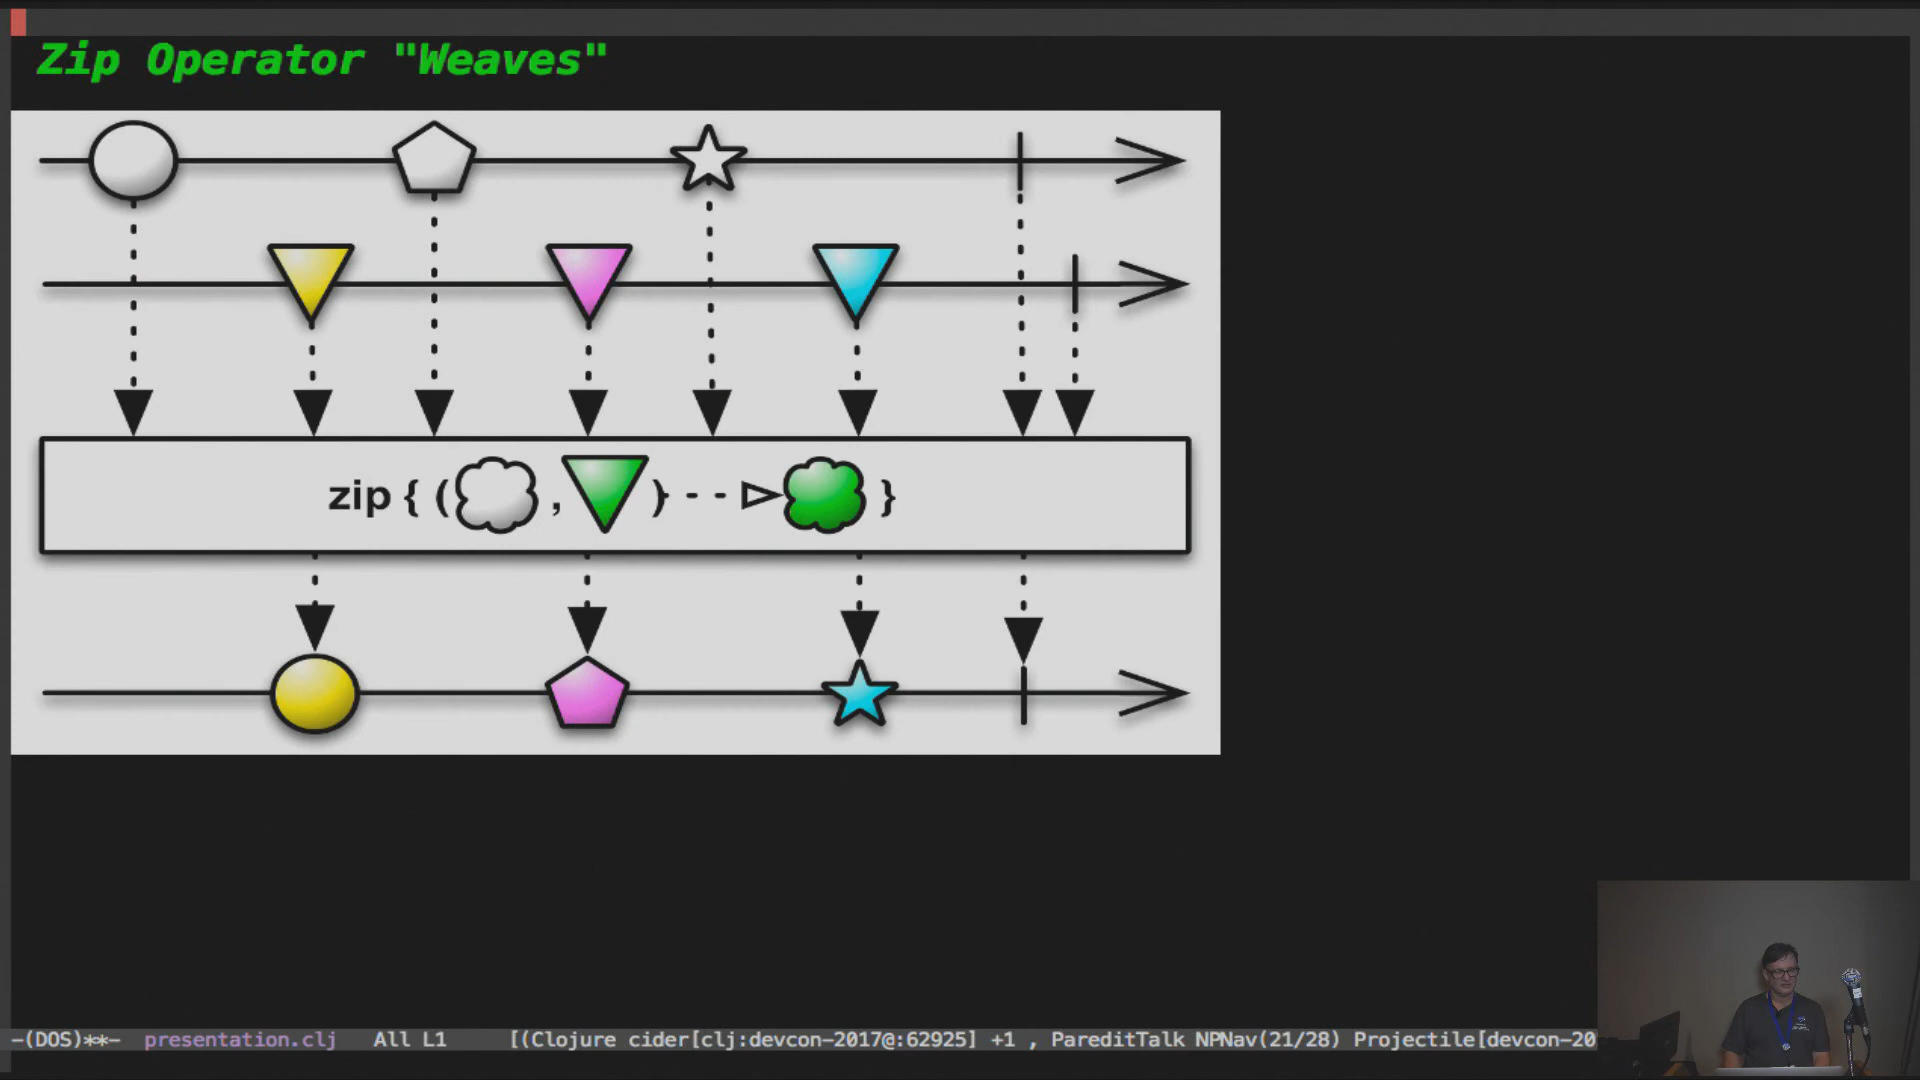 Zip Operator "Weaves"
zip { ( , ) }
-(DOS)**- presentation.clj All L1 [(Clojure cider[clj:devcon-2017@:62925] +1 , ParEditTalk NPNav(21/28) Projectile[devcon-20